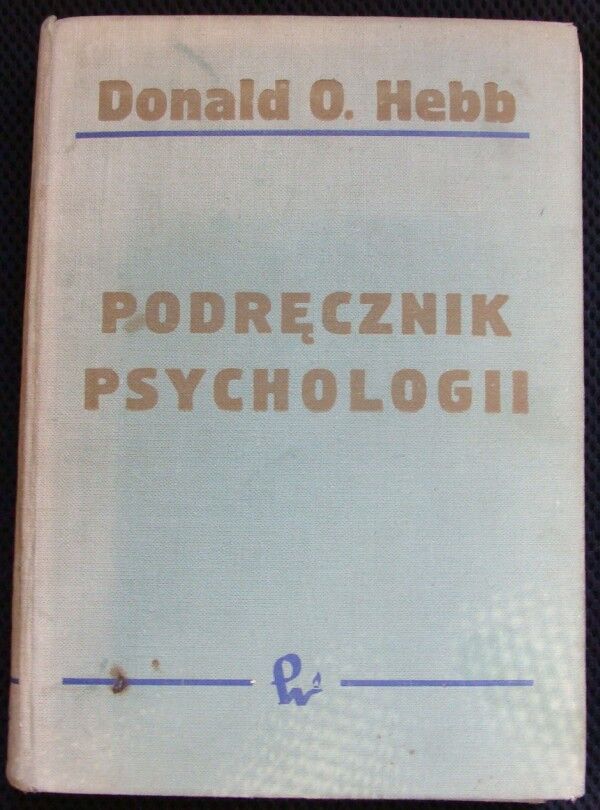 Donald O. Hebb
PODRĘCZNIK
PSYCHOLOGII